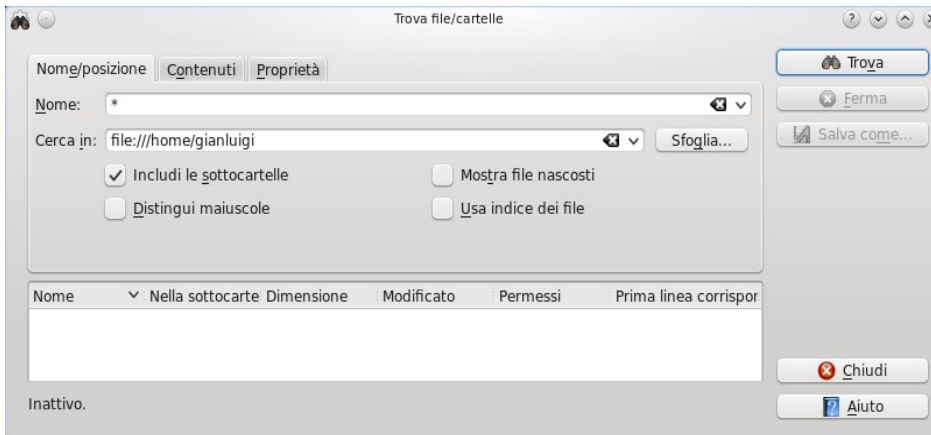 Trova file/cartelle
Nome/posizione Contenuti Proprietà
Nome: *
Cerca in: file:///home/gianluigi Sfoglia...
Includi le sottocartelle Mostra file nascosti
Distingui maiuscole Usa indice dei file
Nome Nella sottocarte Dimensione Modificato Permessi Prima linea corrispor
Inattivo.
Trova
Ferma
Salva come...
Chiudi
Aiuto